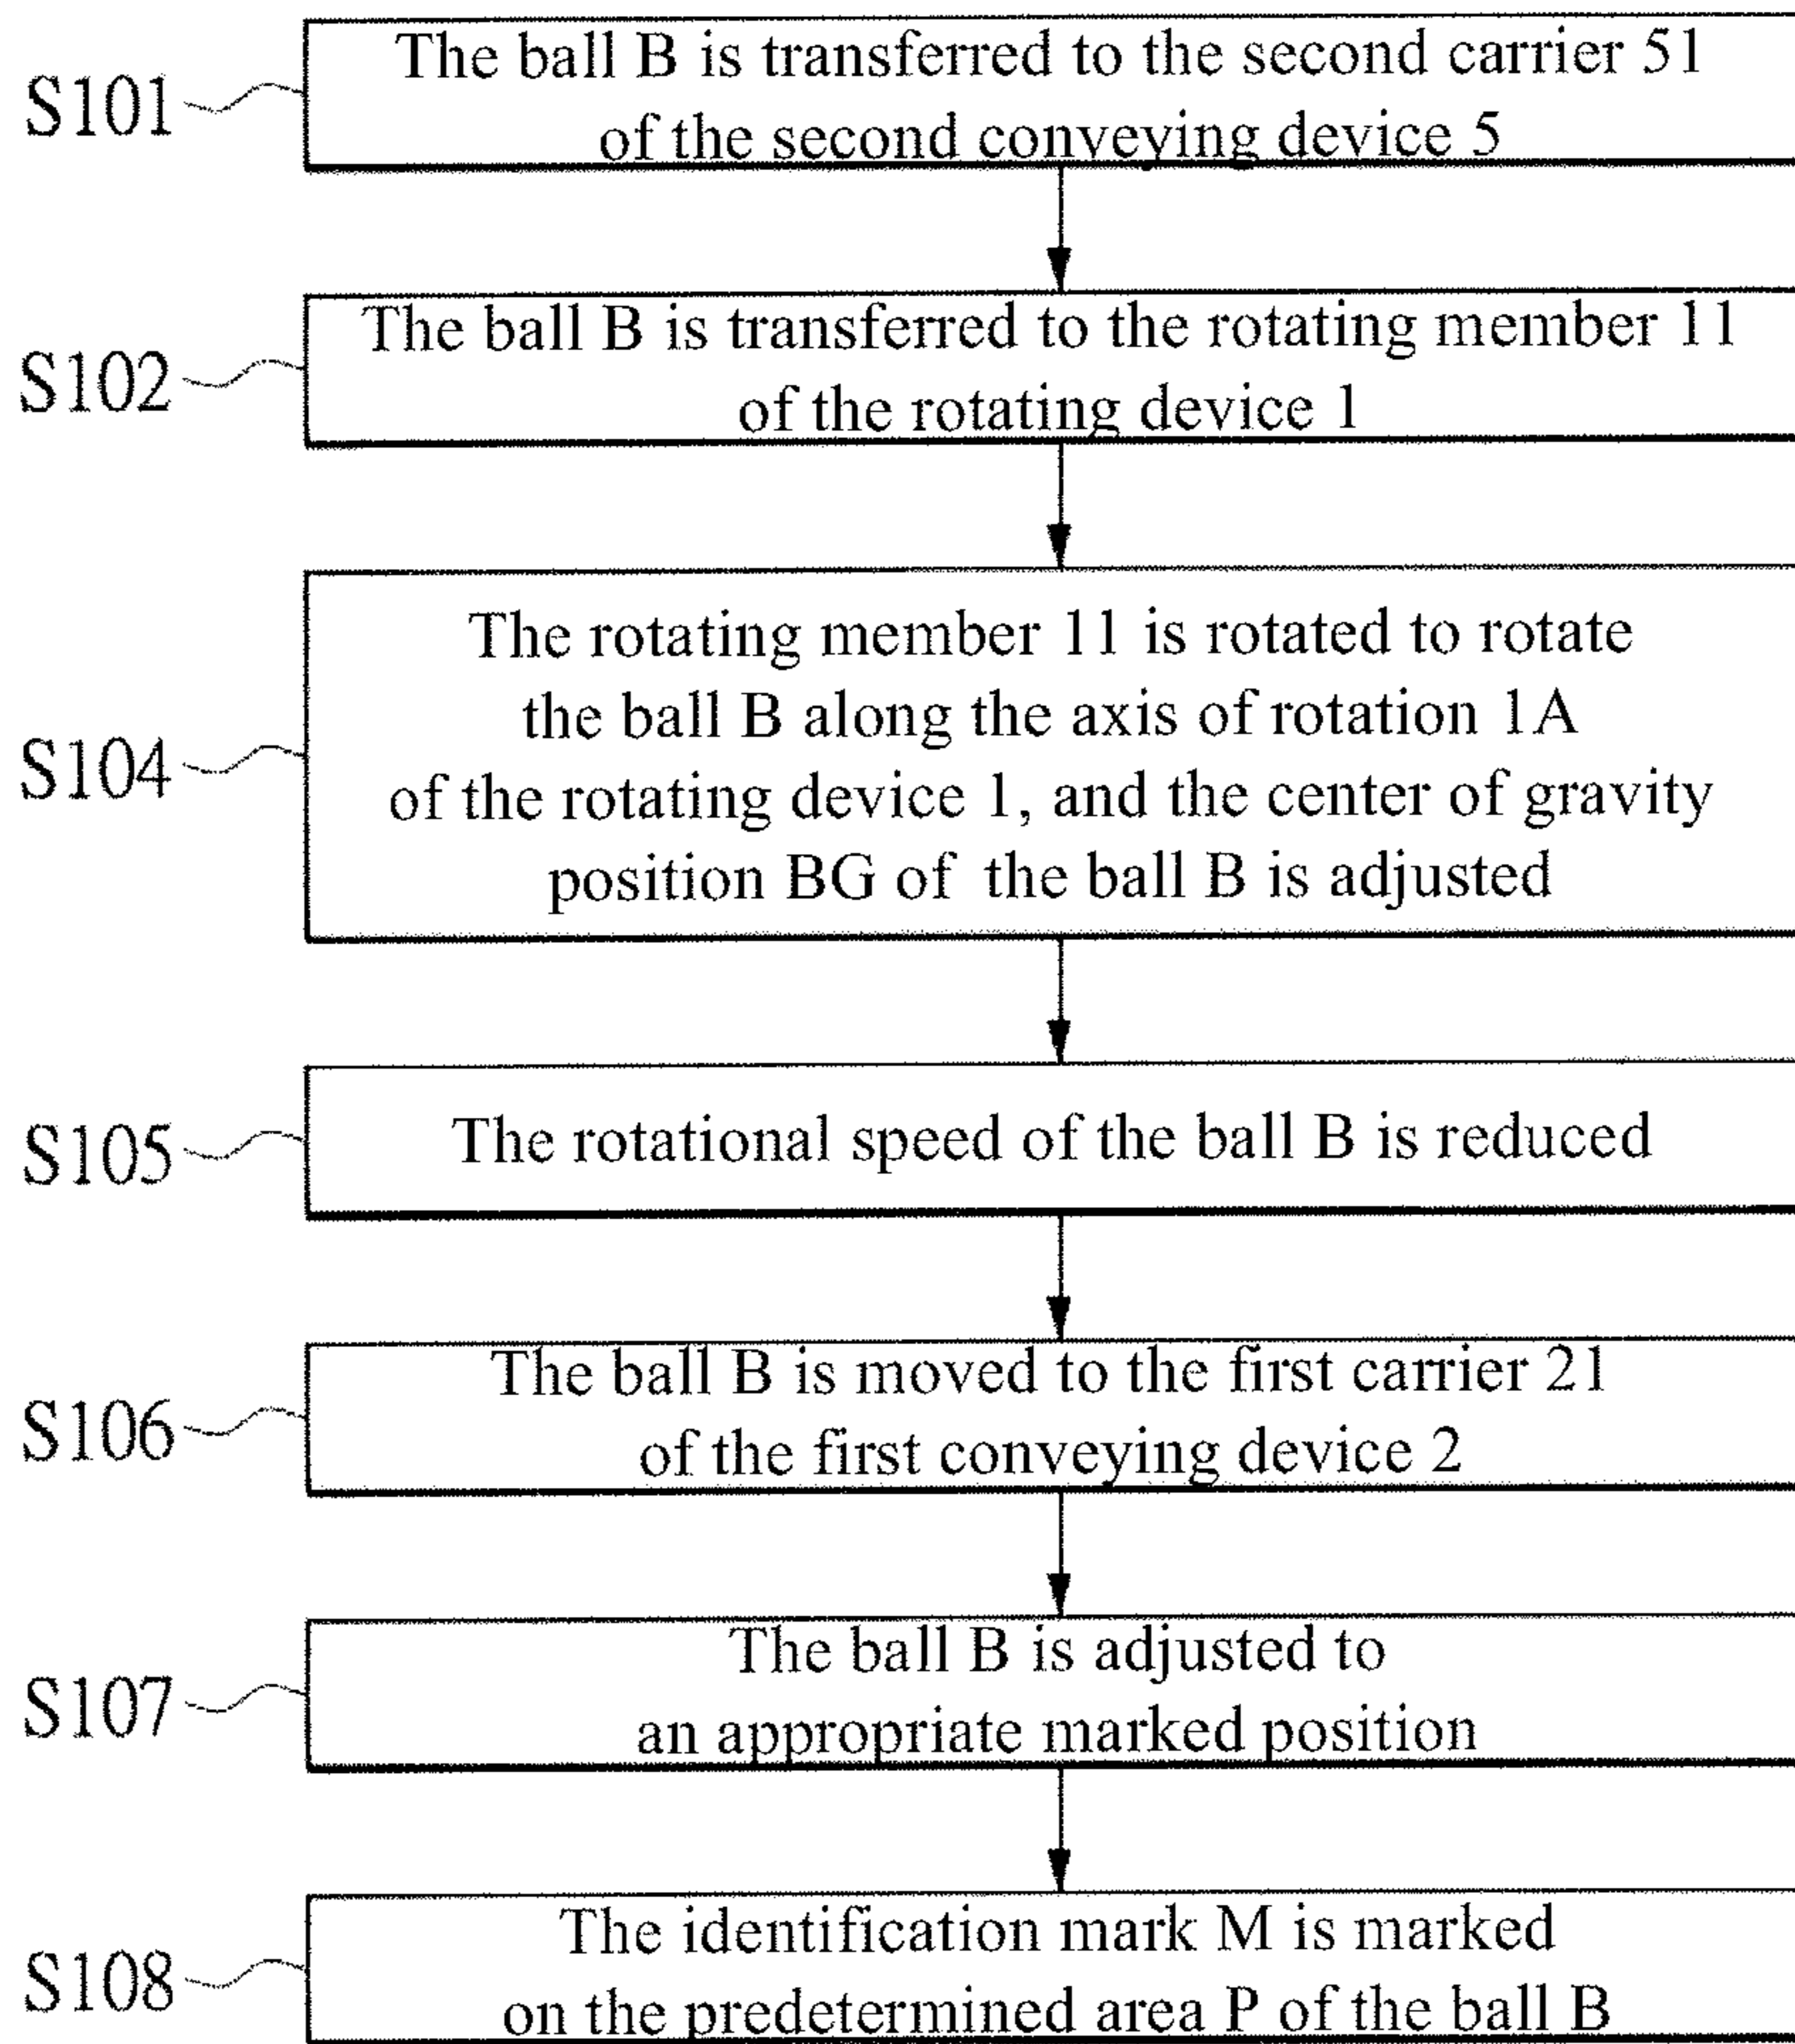 S101
The ball B is transferred to the second carrier 51
of the second conveying device 5
S102
The ball B is transferred to the rotating member 11
of the rotating device 1
S104
The rotating member 11 is rotated to rotate
the ball B along the axis of rotation 1A
of the rotating device 1, and the center of gravity
position BG of the ball B is adjusted
S105
The rotational speed of the ball B is reduced
S106
The ball B is moved to the first carrier 21
of the first conveying device 2
S107
The ball B is adjusted to
an appropriate marked position
S108
The identification mark M is marked
on the predetermined area P of the ball B